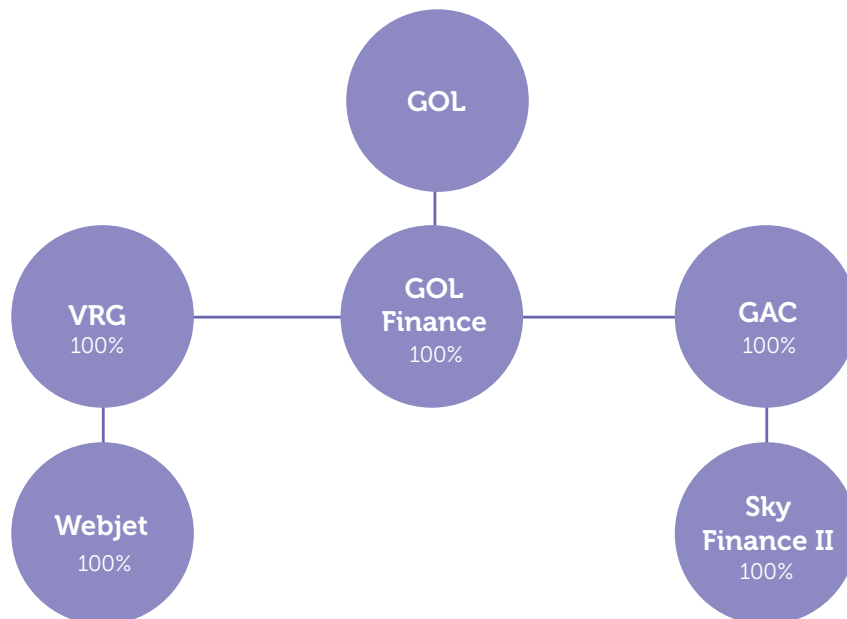 GOL
VRG
100%
GOL
Finance
100%
GAC
100%
Webjet
100%
Sky
Finance II
100%